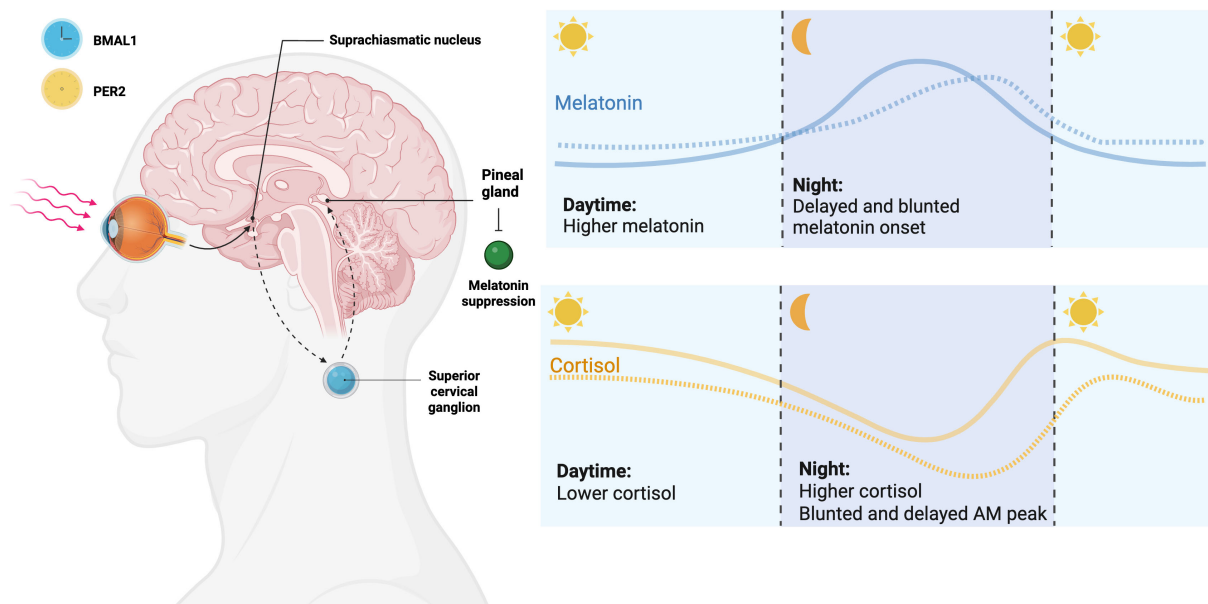 BMAL1
PER2
Suprachiasmatic nucleus
Pineal
gland
Melatonin
suppression
Superior
cervical
ganglion
Melatonin
Daytime:
Higher melatonin
Night:
Delayed and blunted
melatonin onset
Cortisol
Daytime:
Lower cortisol
Night:
Higher cortisol
Blunted and delayed AM peak